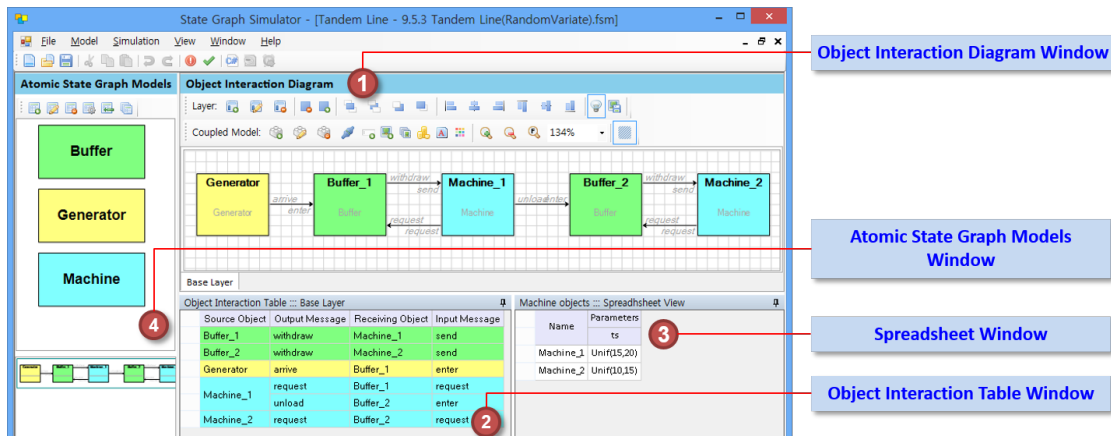 State Graph Simulator - [Tandem Line - 9.5.3 Tandem Line(RandomVariate).fsm]
File Model Simulation View Window Help
Atomic State Graph Models
Object Interaction Diagram
1
Layer:
Coupled Model:
134%
Buffer
Generator
Machine
4
Generator
Generator
arrive
enter
Buffer_1
Buffer
withdraw
send
request
request
Machine_1
Machine
unload
enter
Buffer_2
Buffer
withdraw
send
request
request
Machine_2
Machine
Base Layer
Object Interaction Table ::: Base Layer
Source Object Output Message Receiving Object Input Message
Buffer_1 withdraw Machine_1 send
Buffer_2 withdraw Machine_2 send
Generator arrive Buffer_1 enter
Machine_1 request Buffer_1 request
unload Buffer_2 enter
Machine_2 request Buffer_2 request
2
Machine objects ::: Spreadhsheet View
Name Parameters
ts
Machine_1 Unif(15,20)
Machine_2 Unif(10,15)
3
Object Interaction Diagram Window
Atomic State Graph Models
Window
Spreadsheet Window
Object Interaction Table Window